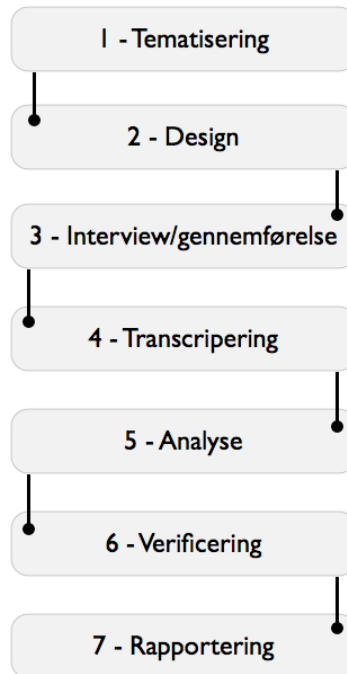 1 - Tematisering
2 - Design
3 - Interview/gennemførelse
4 - Transcripering
5 - Analyse
6 - Verificering
7 - Rapportering